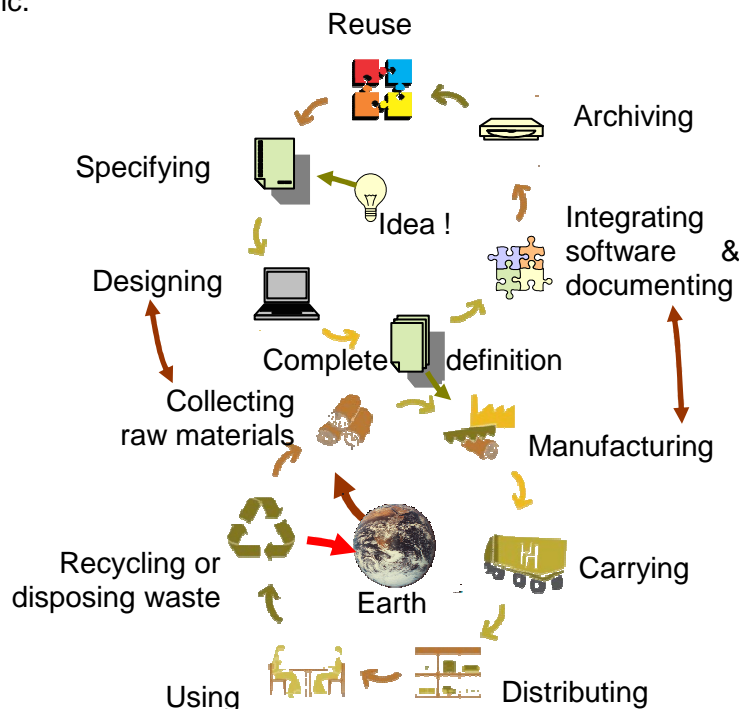 ic.
Reuse
Archiving
Specifying
Idea !
Integrating
software &
documenting
Designing
Complete definition
Collecting
raw materials
Manufacturing
Recycling or
disposing waste
Earth
Carrying
Using
Distributing